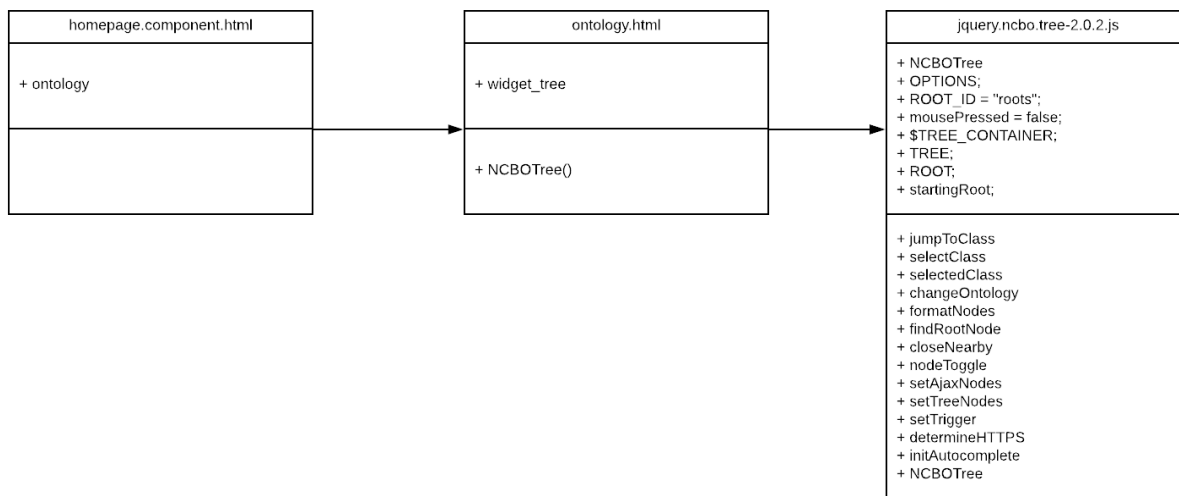 homepage.component.html
+ ontology
ontology.html
+ widget_tree
+ NCBOTree()
jquery.ncbo.tree-2.0.2.js
+ NCBOTree
+ OPTIONS;
+ ROOT_ID = "roots";
+ mousePressed = false;
+ $TREE_CONTAINER;
+ TREE;
+ ROOT;
+ startingRoot;
+ jumpToClass
+ selectClass
+ selectedClass
+ changeOntology
+ formatNodes
+ findRootNode
+ closeNearby
+ nodeToggle
+ setAjaxNodes
+ setTreeNodes
+ setTrigger
+ determineHTTPS
+ initAutocomplete
+ NCBOTree